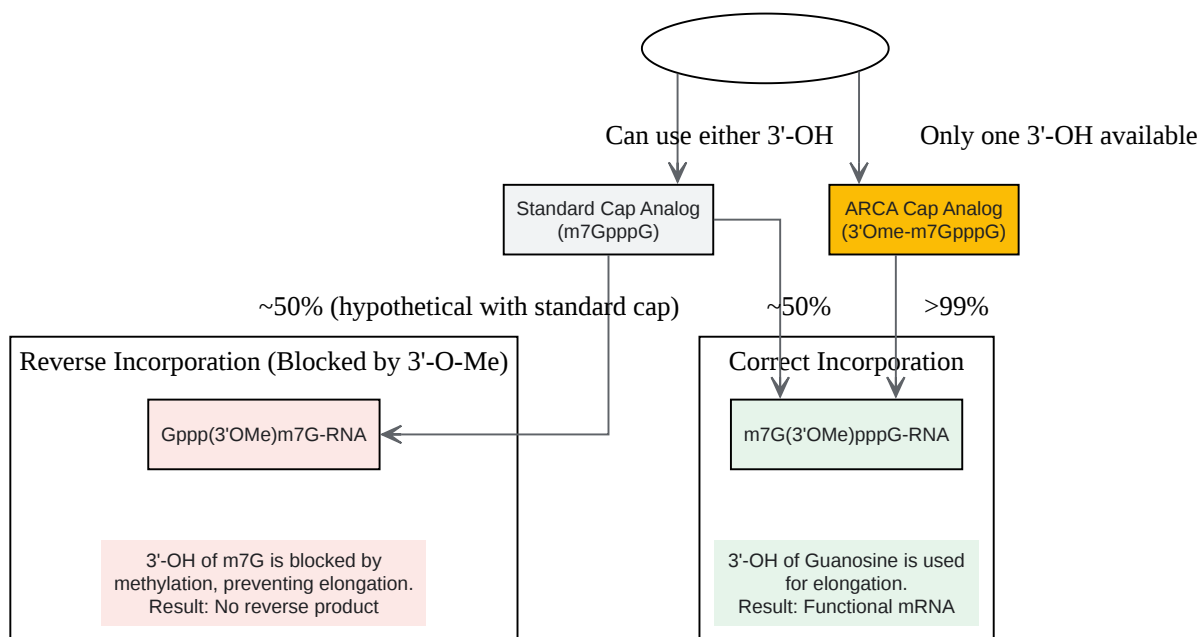 Can use either 3'-OH
Only one 3'-OH available
Standard Cap Analog
(m7GpppG)
ARCA Cap Analog
(3'Ome-m7GpppG)
~50% (hypothetical with standard cap)
~50%
>99%
Reverse Incorporation (Blocked by 3'-O-Me)
Correct Incorporation
Gppp(3'OMe)m7G-RNA
m7G(3'OMe)pppG-RNA
3'-OH of m7G is blocked by
methylation, preventing elongation.
Result: No reverse product
3'-OH of Guanosine is used
for elongation.
Result: Functional mRNA